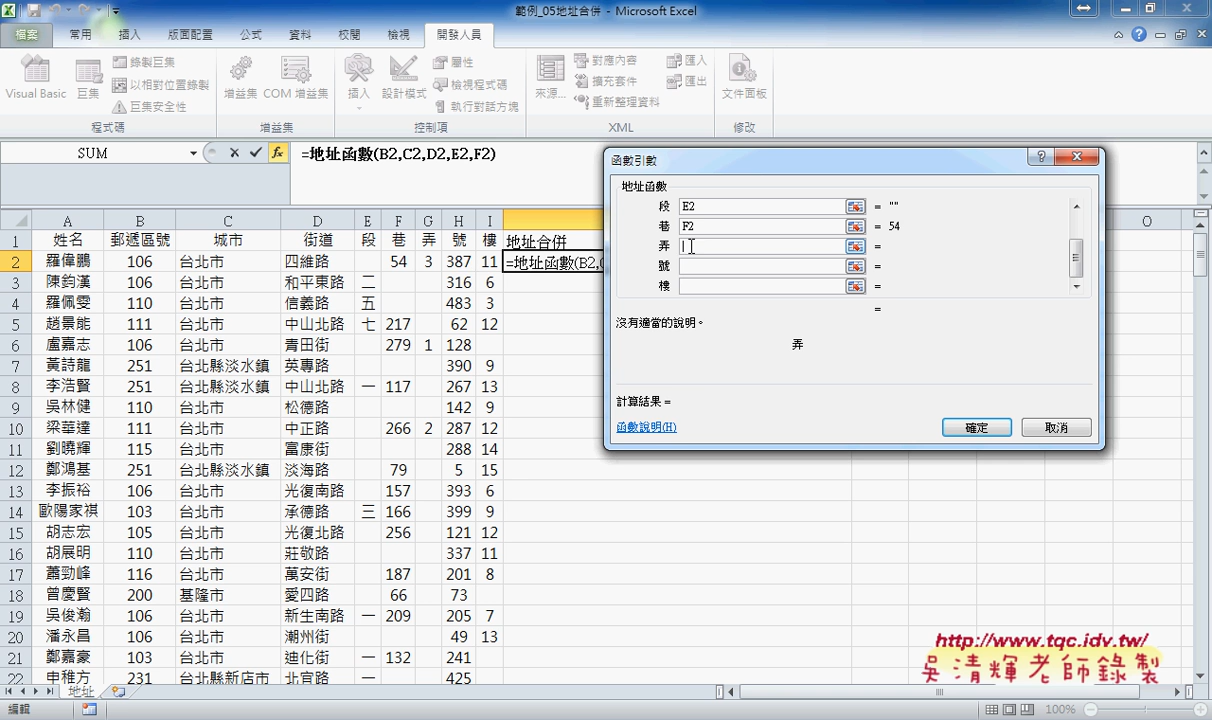 範例_05地址合併 - Microsoft Excel
檔案 常用 插入 版面配置 公式 資料 校閱 檢視 開發人員
Visual Basic 巨集 錄製巨集 以相對位置錄製 巨集安全性 程式碼
增益集 COM 增益集 增益集
插入 設計模式 屬性 檢視程式碼 執行對話方塊 控制項
來源... 對應內容 擴充套件 重新整理資料 匯入 匯出 XML
文件面板 修改
SUM fx =地址函數(B2,C2,D2,E2,F2)
A B C D E F G H I O
1 姓名 郵遞區號 城市 街道 段 巷 弄 號 樓 地址合併
2 羅偉鵬 106 台北市 四維路 54 3 387 11 =地址函數(B2,C
3 陳鈞漢 106 台北市 和平東路 二 316 6
4 羅佩雯 110 台北市 信義路 五 483 3
5 趙景能 111 台北市 中山北路 七 217 62 12
6 盧嘉志 106 台北市 青田街 279 1 128
7 黃詩龍 251 台北縣淡水鎮 英專路 390 9
8 李浩賢 251 台北縣淡水鎮 中山北路 一 117 267 13
9 吳林健 110 台北市 松德路 142 9
10 梁華達 111 台北市 中正路 266 2 287 12
11 劉曉輝 115 台北市 富康街 288 14
12 鄭鴻基 251 台北縣淡水鎮 淡海路 79 5 15
13 李振裕 106 台北市 光復南路 157 393 6
14 歐陽家祺 103 台北市 承德路 三 166 399 9
15 胡志宏 105 台北市 光復北路 256 121 12
16 胡展明 110 台北市 莊敬路 337 11
17 蕭勁峰 116 台北市 萬安街 187 201 8
18 曾慶賢 200 基隆市 愛四路 66 73
19 吳俊瀚 106 台北市 新生南路 一 209 205 7
20 潘永昌 106 台北市 潮州街 49 13
21 鄭嘉豪 103 台北市 迪化街 一 132 241
22 申稚方 231 台北縣新店市 北宜路 一 425
函數引數
地址函數
段 E2 = ""
巷 F2 = 54
弄 =
號 =
樓 =
=
沒有適當的說明。
弄
計算結果 =
函數說明(H) 確定 取消
http://www.tqc.idv.tw/
吳清輝老師錄製
地址
編輯 100%